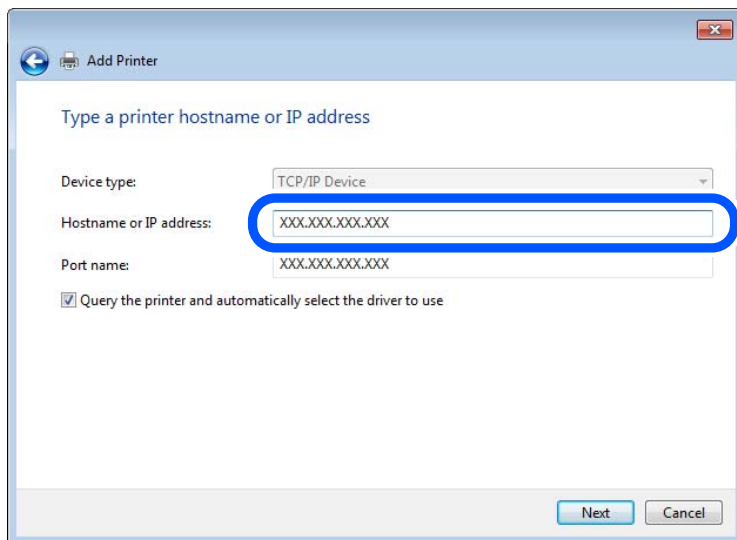 Add Printer
Type a printer hostname or IP address
Device type: TCP/IP Device
Hostname or IP address: XXX.XXX.XXX.XXX
Port name: XXX.XXX.XXX.XXX
Query the printer and automatically select the driver to use
Next Cancel